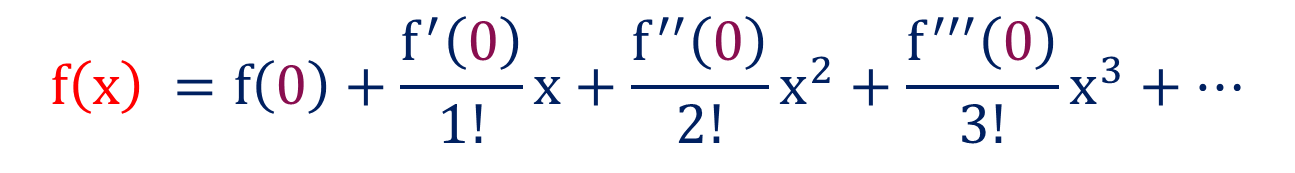 f(x) = f(0) + f′(0)/1! x + f′′(0)/2! x² + f′′′(0)/3! x³ + ⋯